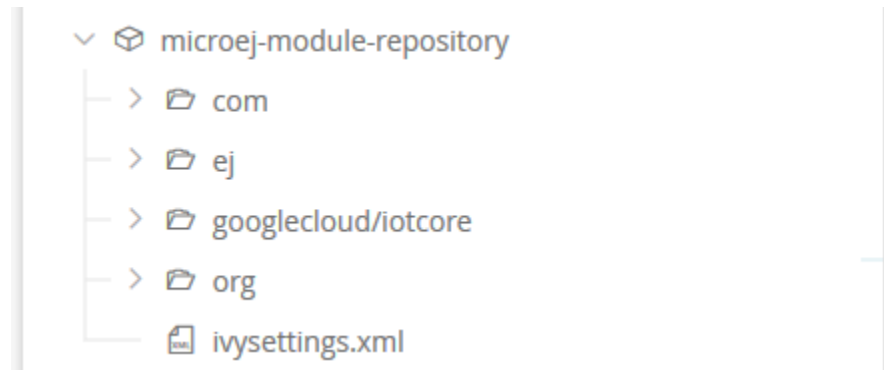 microej-module-repository
com
ej
googlecloud/iotcore
org
ivysettings.xml